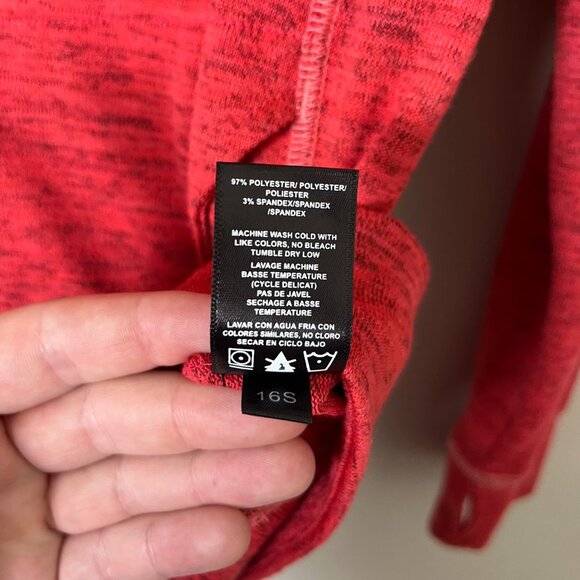 97% POLYESTER/ POLYESTER/
POLIESTER
3% SPANDEX/SPANDEX
/SPANDEX
MACHINE WASH COLD WITH
LIKE COLORS, NO BLEACH
TUMBLE DRY LOW
LAVAGE MACHINE
BASSE TEMPERATURE
(CYCLE DELICAT)
PAS DE JAVEL
SECHAGE A BASSE
TEMPERATURE
LAVAR CON AGUA FRIA CON
COLORES SIMILARES, NO CLORO
SECAR EN CICLO BAJO
16S